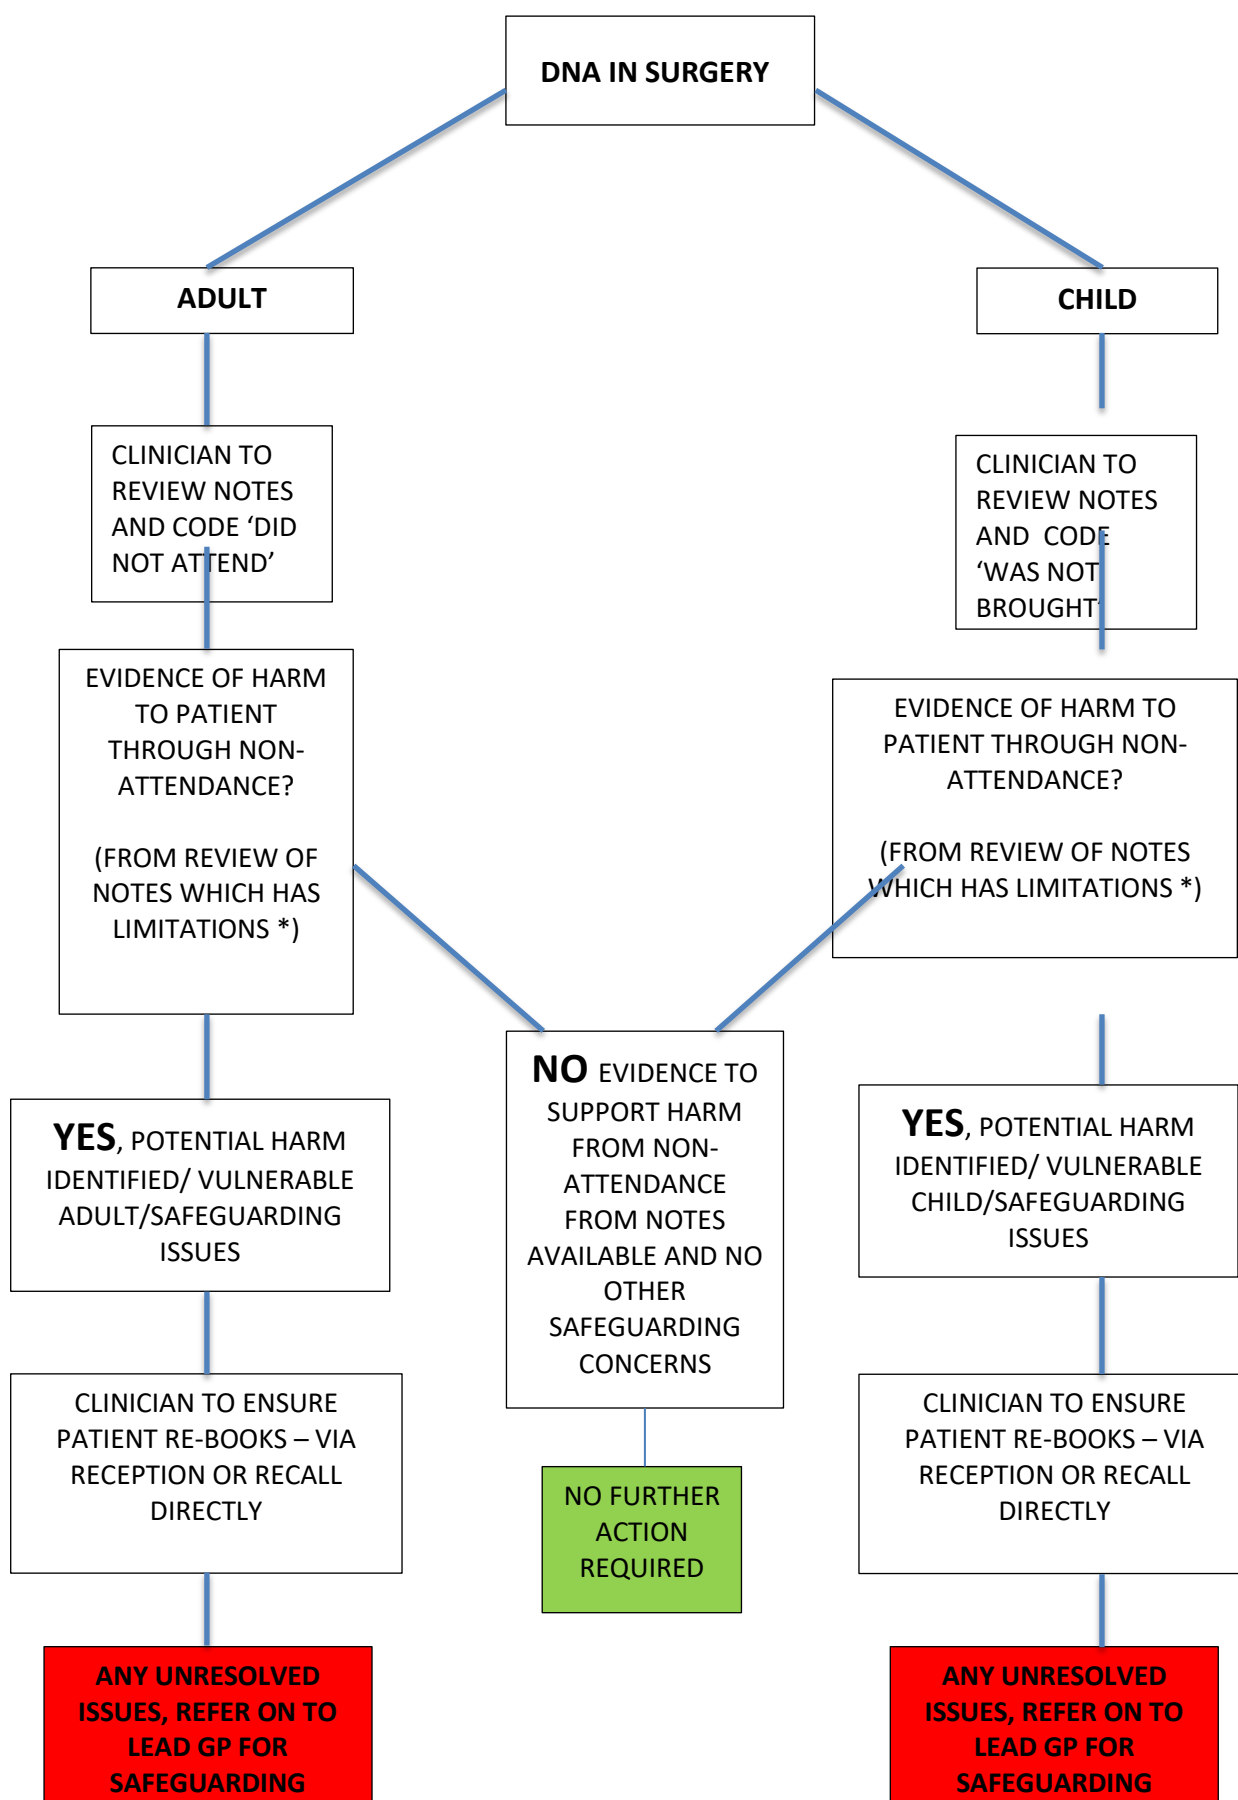 DNA IN SURGERY
ADULT
CHILD
CLINICIAN TO
REVIEW NOTES
AND CODE ‘DID
NOT ATTEND’
CLINICIAN TO
REVIEW NOTES
AND CODE
‘WAS NOT
BROUGHT’
EVIDENCE OF HARM
TO PATIENT
THROUGH NON-
ATTENDANCE?
(FROM REVIEW OF
NOTES WHICH HAS
LIMITATIONS *)
EVIDENCE OF HARM TO
PATIENT THROUGH NON-
ATTENDANCE?
(FROM REVIEW OF NOTES
WHICH HAS LIMITATIONS *)
YES, POTENTIAL HARM
IDENTIFIED/ VULNERABLE
ADULT/SAFEGUARDING
ISSUES
NO EVIDENCE TO
SUPPORT HARM
FROM NON-
ATTENDANCE
FROM NOTES
AVAILABLE AND NO
OTHER
SAFEGUARDING
CONCERNS
YES, POTENTIAL HARM
IDENTIFIED/ VULNERABLE
CHILD/SAFEGUARDING
ISSUES
CLINICIAN TO ENSURE
PATIENT RE-BOOKS – VIA
RECEPTION OR RECALL
DIRECTLY
NO FURTHER
ACTION
REQUIRED
CLINICIAN TO ENSURE
PATIENT RE-BOOKS – VIA
RECEPTION OR RECALL
DIRECTLY
ANY UNRESOLVED
ISSUES, REFER ON TO
LEAD GP FOR
SAFEGUARDING
ANY UNRESOLVED
ISSUES, REFER ON TO
LEAD GP FOR
SAFEGUARDING